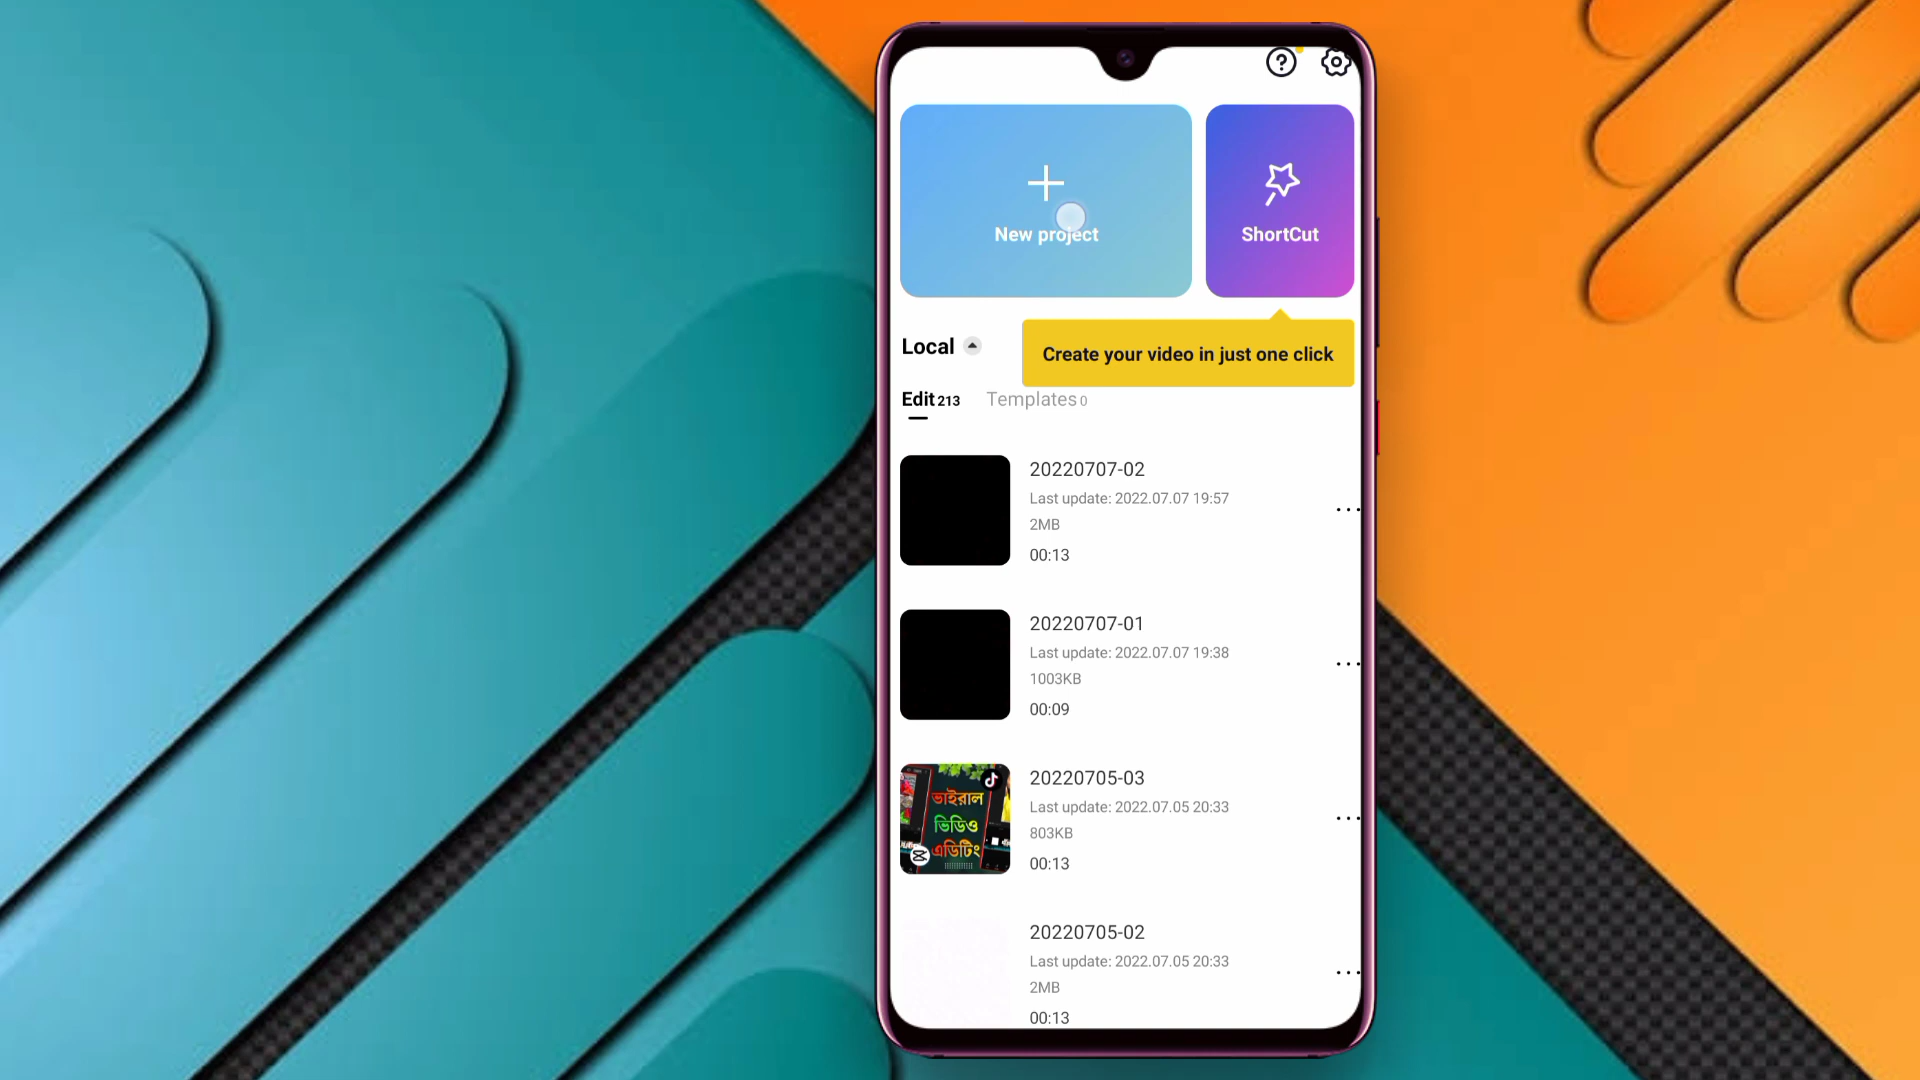 New project
ShortCut
Local
Create your video in just one click
Edit 213
Templates 0
20220707-02
Last update: 2022.07.07 19:57
2MB
00:13
20220707-01
Last update: 2022.07.07 19:38
1003KB
00:09
20220705-03
Last update: 2022.07.05 20:33
803KB
00:13
ভাইরাল
ভিডিও
এডিটিং
20220705-02
Last update: 2022.07.05 20:33
2MB
00:13